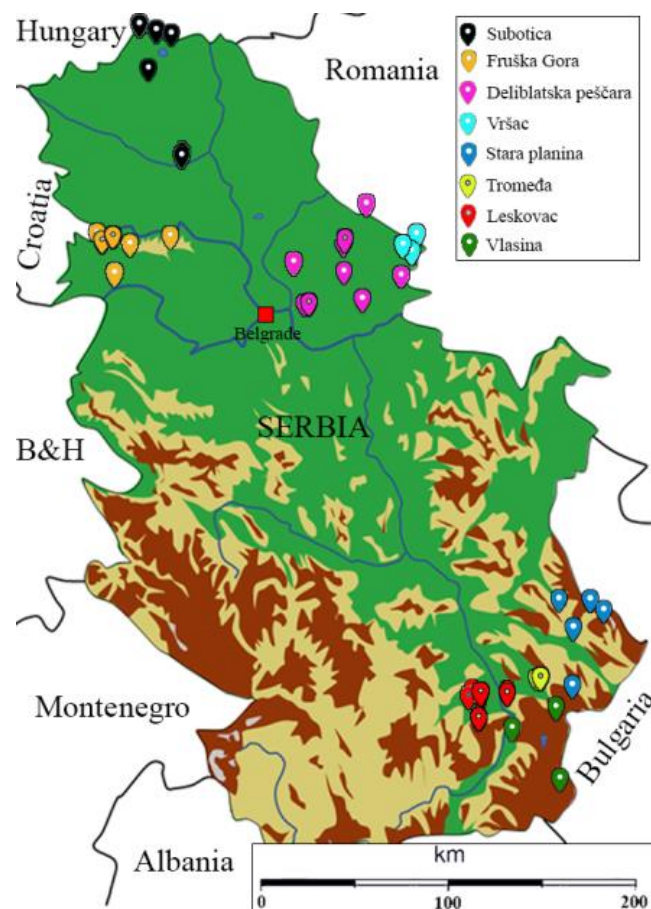 Hungary
Romania
Croatia
Subotica
Fruška Gora
Deliblatska peščara
Vršac
Stara planina
Tromeđa
Leskovac
Vlasina
Belgrade
SERBIA
B&H
Montenegro
Bulgaria
Albania
km
0 100 200